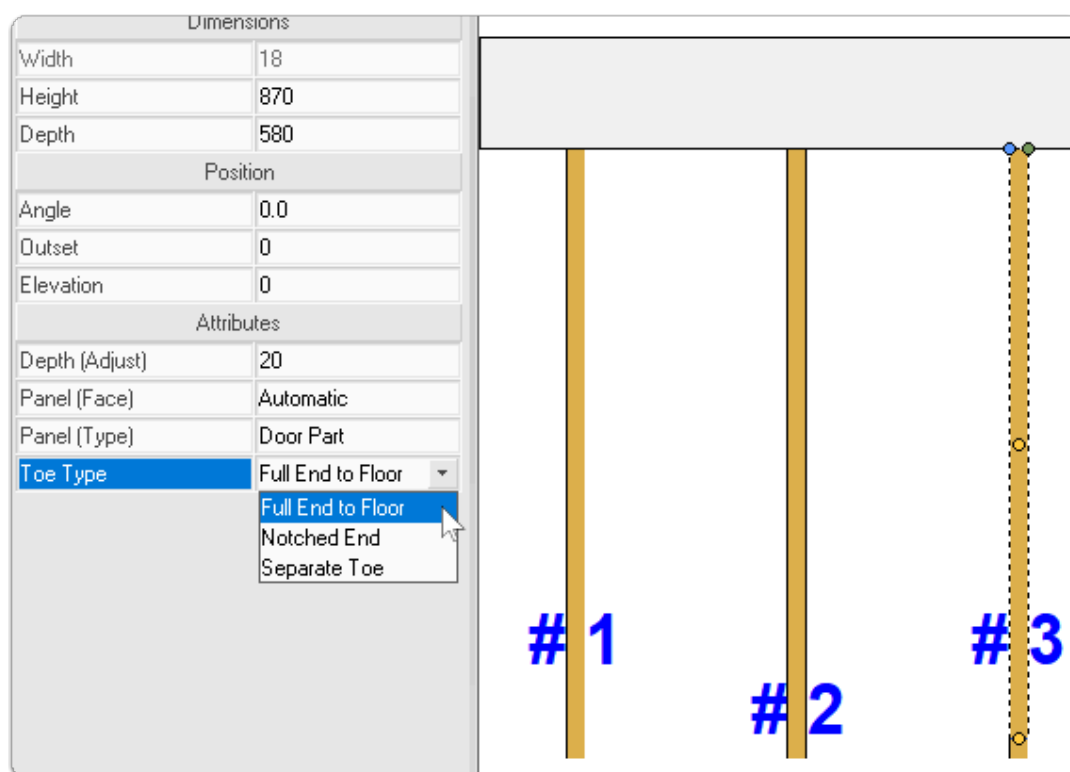 Dimensions
Width 18
Height 870
Depth 580
Position
Angle 0.0
Outset 0
Elevation 0
Attributes
Depth (Adjust) 20
Panel (Face) Automatic
Panel (Type) Door Part
Toe Type Full End to Floor
Full End to Floor
Notched End
Separate Toe
# 1
# 2
# 3